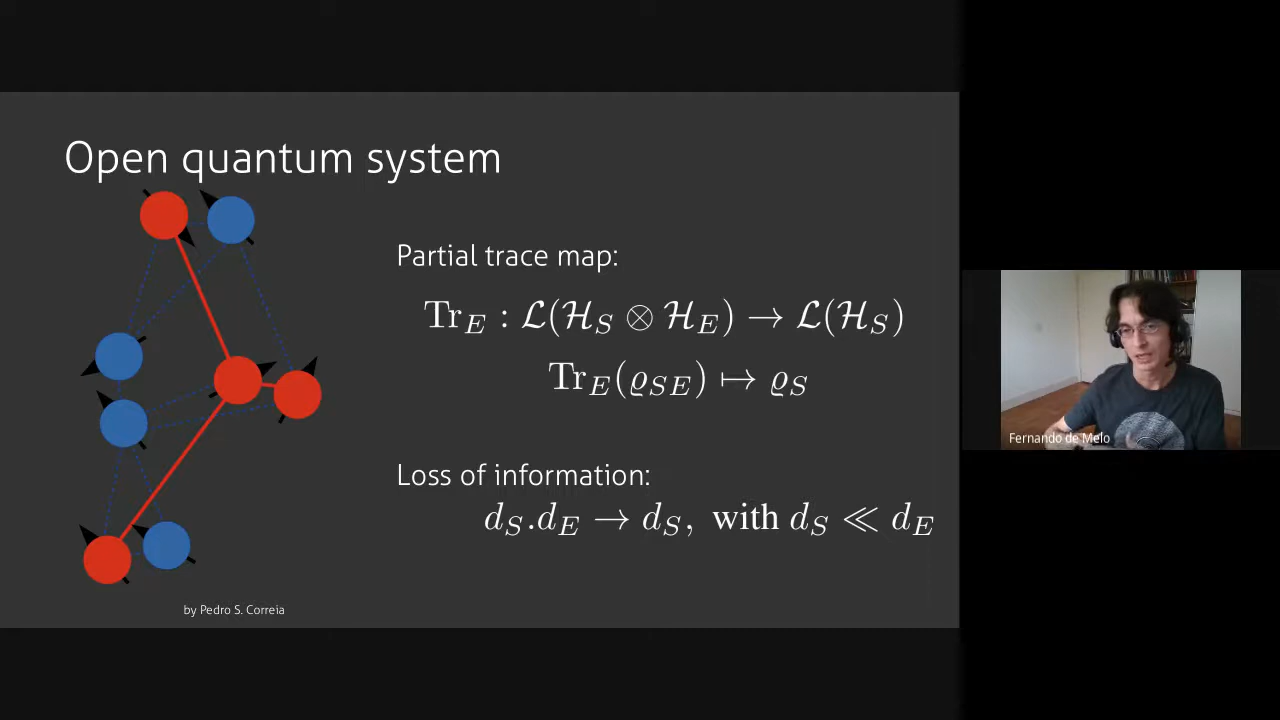 Open quantum system
Partial trace map:
Tr_E : ℒ(ℋ_S ⊗ ℋ_E) → ℒ(ℋ_S)
Tr_E(ϱ_SE) ↦ ϱ_S
Loss of information:
d_S.d_E → d_S, with d_S ≪ d_E
by Pedro S. Correia
Fernando de Melo